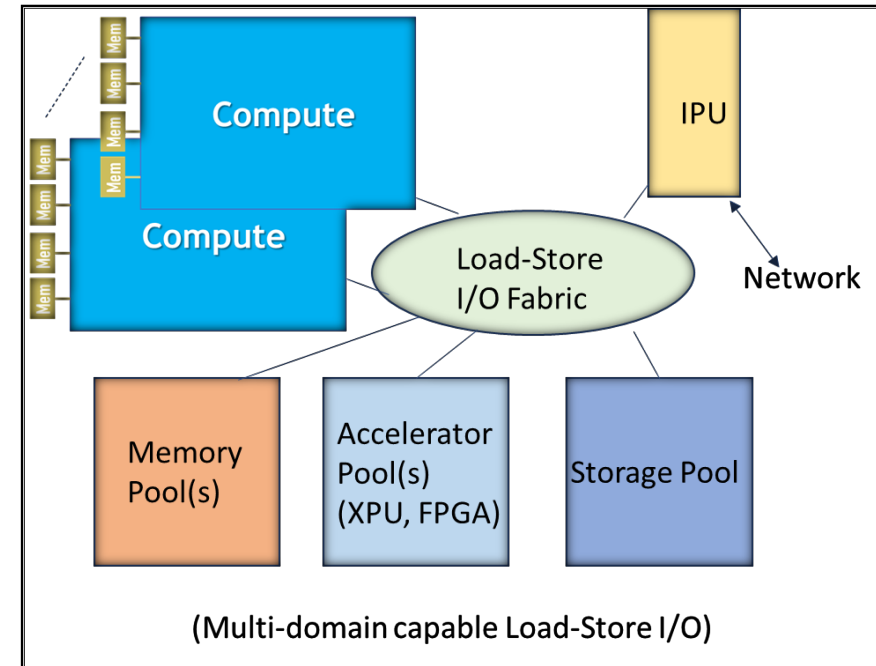 Mem
Mem
Mem
Mem
Compute
IPU
Mem
Mem
Mem
Mem
Compute
Load-Store
I/O Fabric
Network
Memory
Pool(s)
Accelerator
Pool(s)
(XPU, FPGA)
Storage Pool
(Multi-domain capable Load-Store I/O)